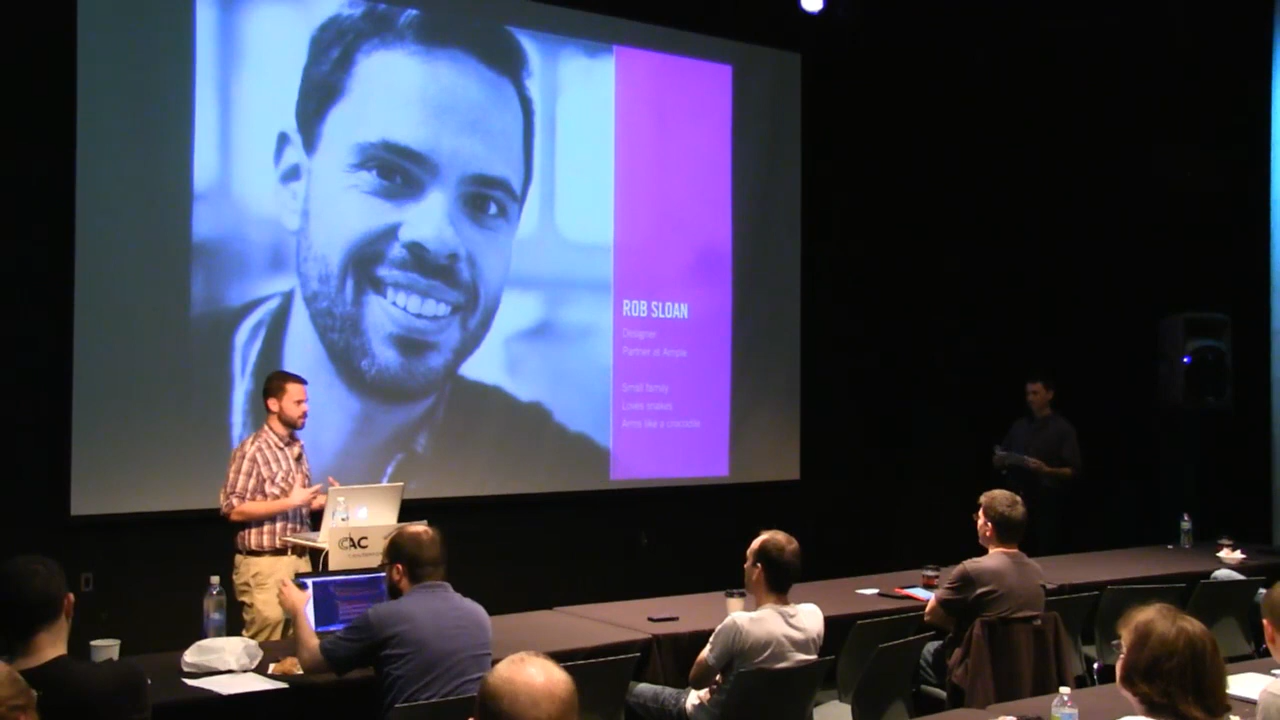 ROB SLOAN
Designer
Partner at Ample
Small family
Loves snakes
Arms like a crocodile
CAC